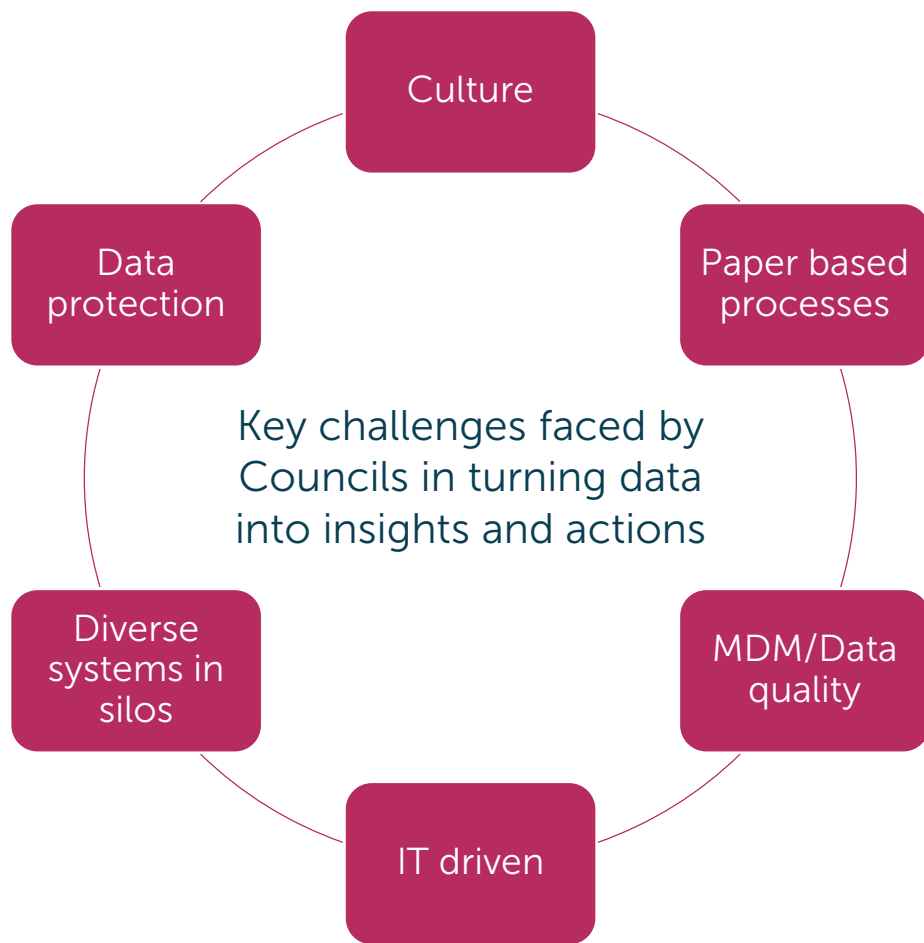 Culture
Paper based
processes
MDM/Data
quality
IT driven
Diverse
systems in
silos
Data
protection
Key challenges faced by
Councils in turning data
into insights and actions